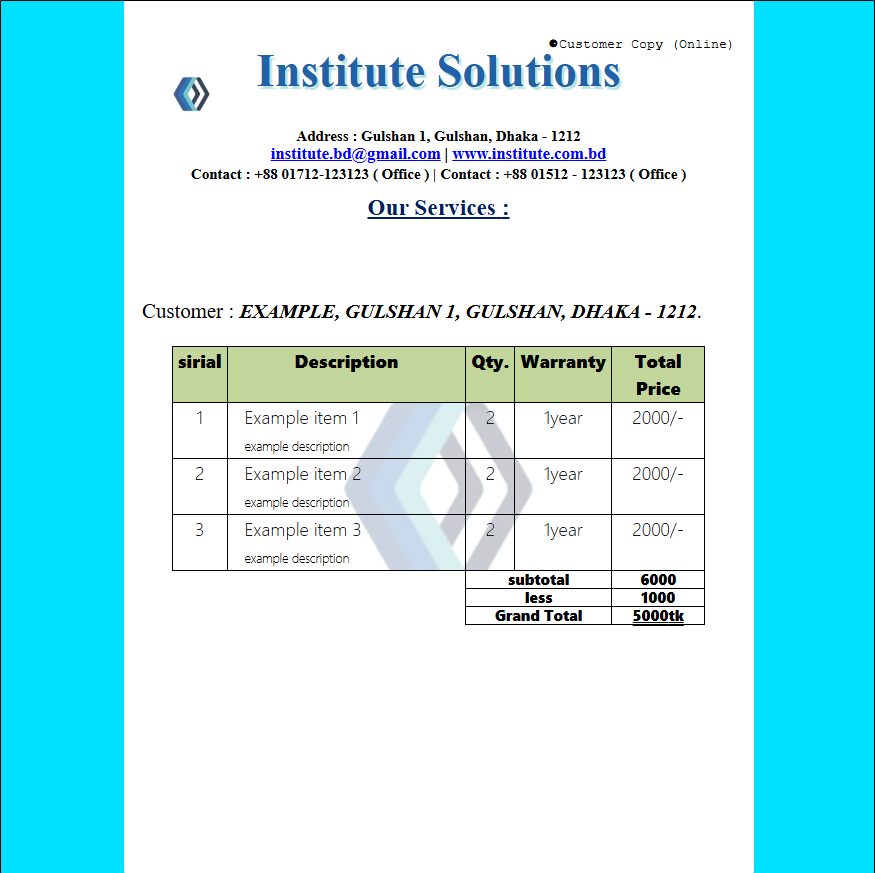 ©Customer Copy (Online)
Institute Solutions
Address : Gulshan 1, Gulshan, Dhaka - 1212
institute.bd@gmail.com | www.institute.com.bd
Contact : +88 01712-123123 ( Office ) | Contact : +88 01512 - 123123 ( Office )
Our Services :
Customer : EXAMPLE, GULSHAN 1, GULSHAN, DHAKA - 1212.
sirial Description Qty. Warranty Total
Price
1 Example item 1 2 1year 2000/-
example description
2 Example item 2 2 1year 2000/-
example description
3 Example item 3 2 1year 2000/-
example description
subtotal 6000
less 1000
Grand Total 5000tk